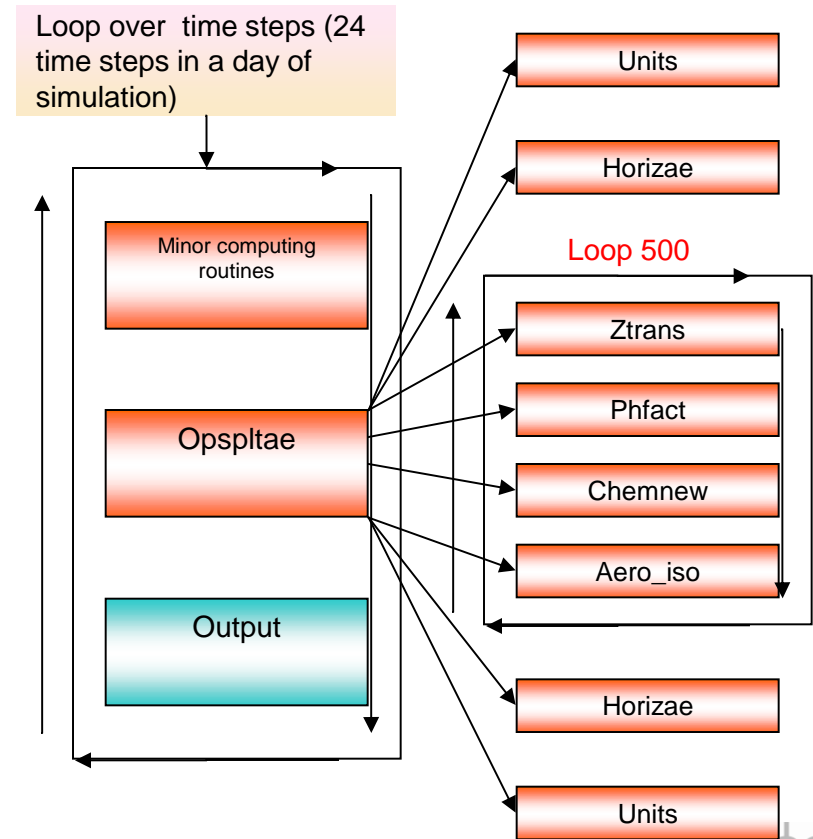 Loop over  time steps (24
time steps in a day of
simulation)
Minor computing
routines
Opspltae
Output
Units
Horizae
Loop 500
Ztrans
Phfact
Chemnew
Aero_iso
Horizae
Units